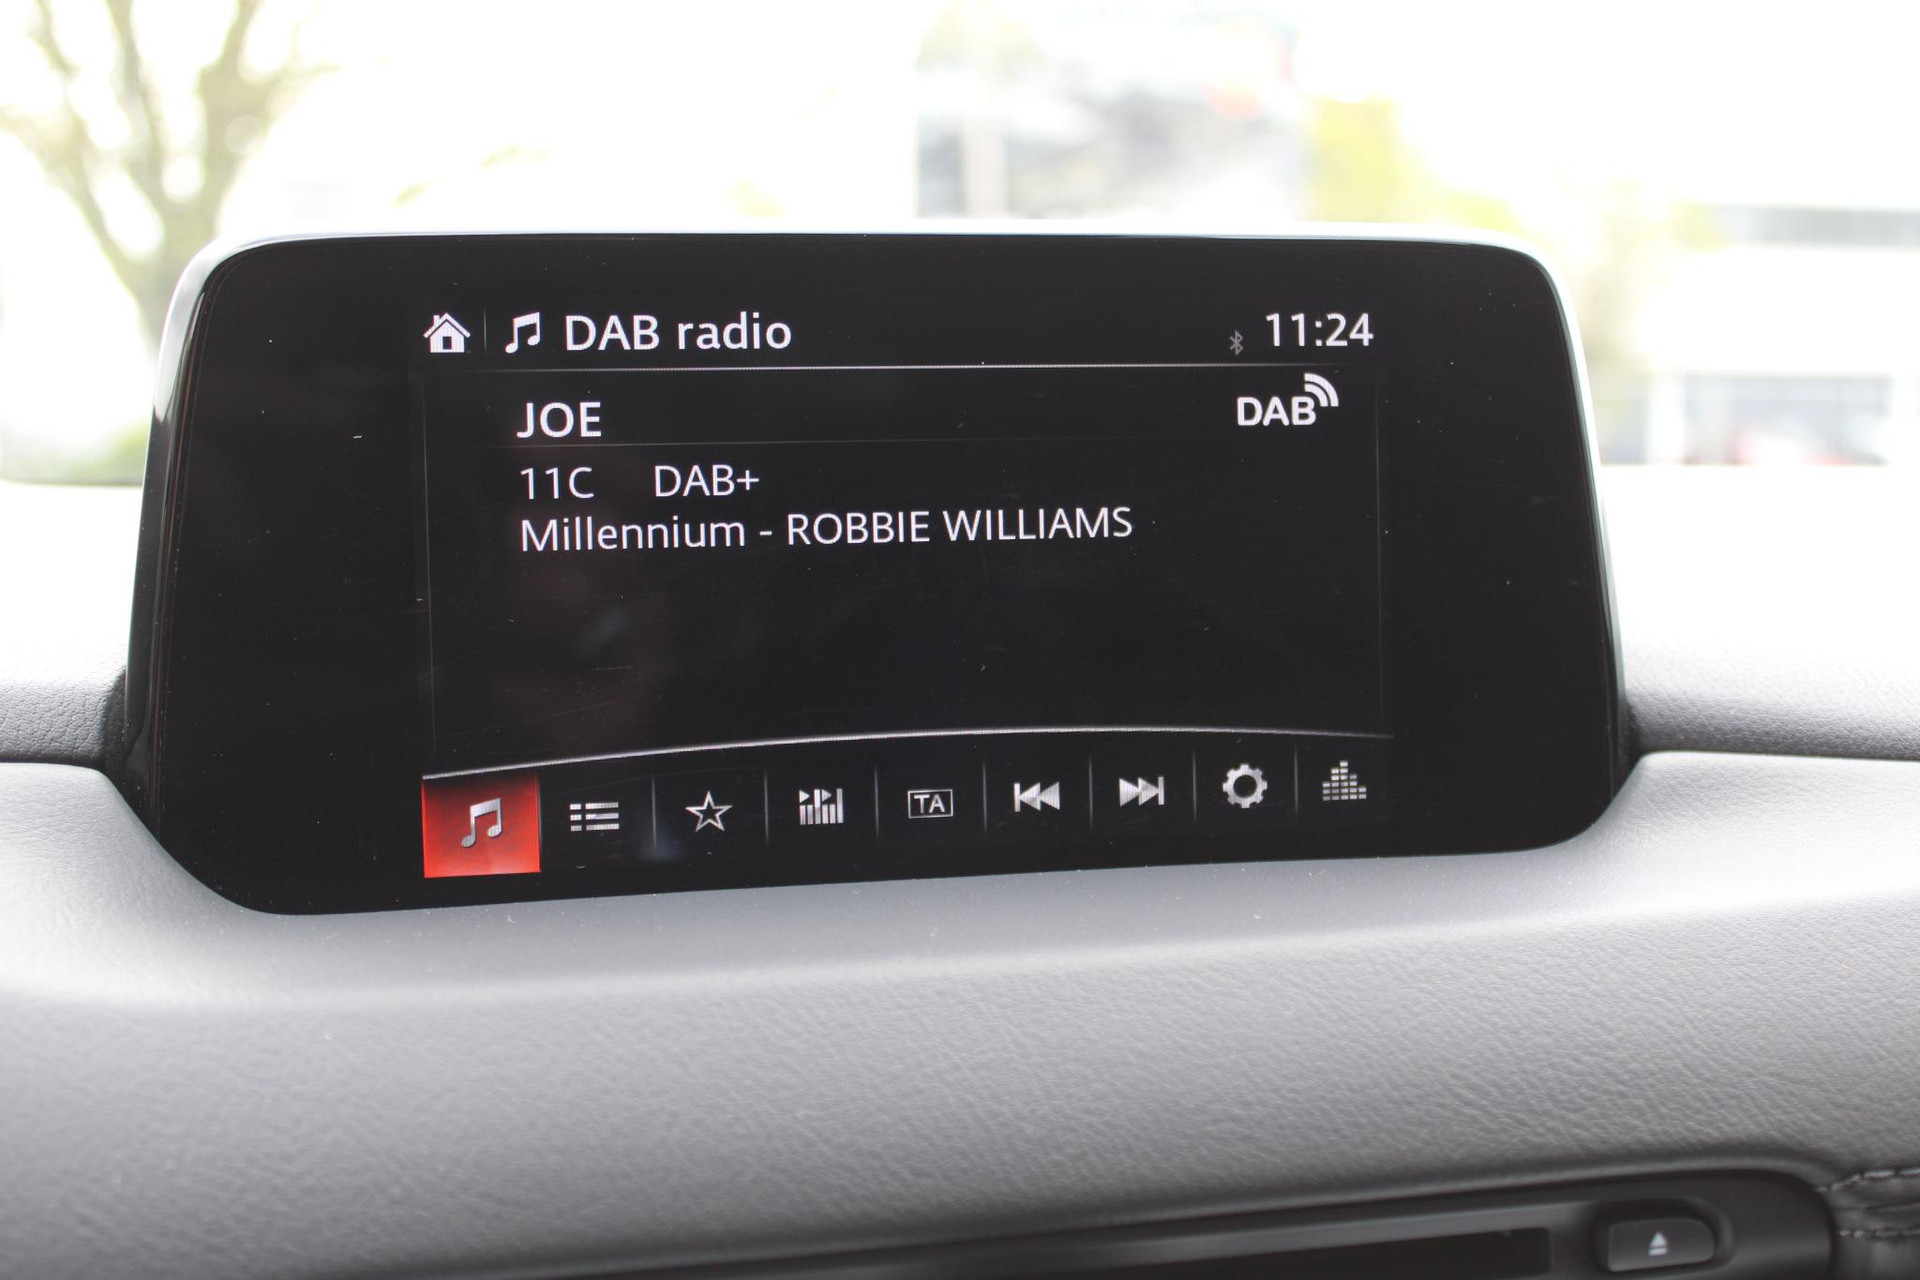 DAB radio 11:24
JOE DAB
11C DAB+
Millennium - ROBBIE WILLIAMS
TA